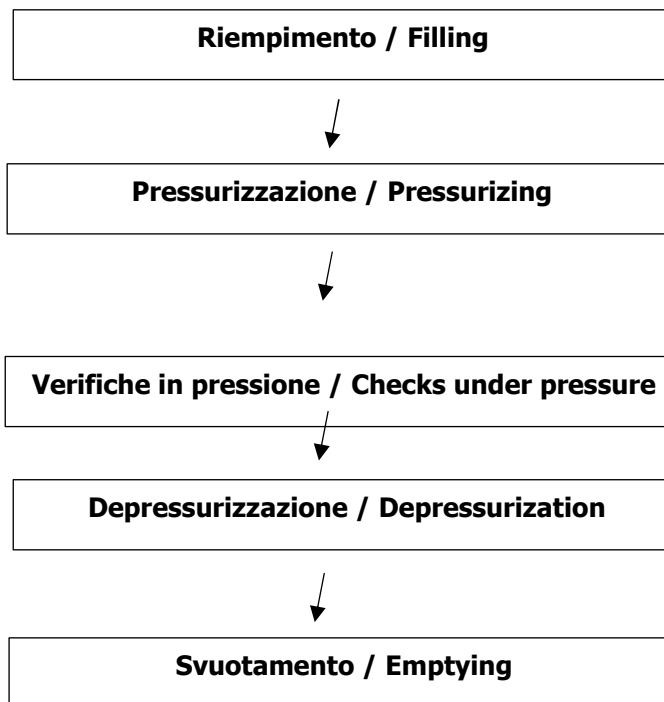 Riempimento / Filling
Pressurizzazione / Pressurizing
Verifiche in pressione / Checks under pressure
Depressurizzazione / Depressurization
Svuotamento / Emptying